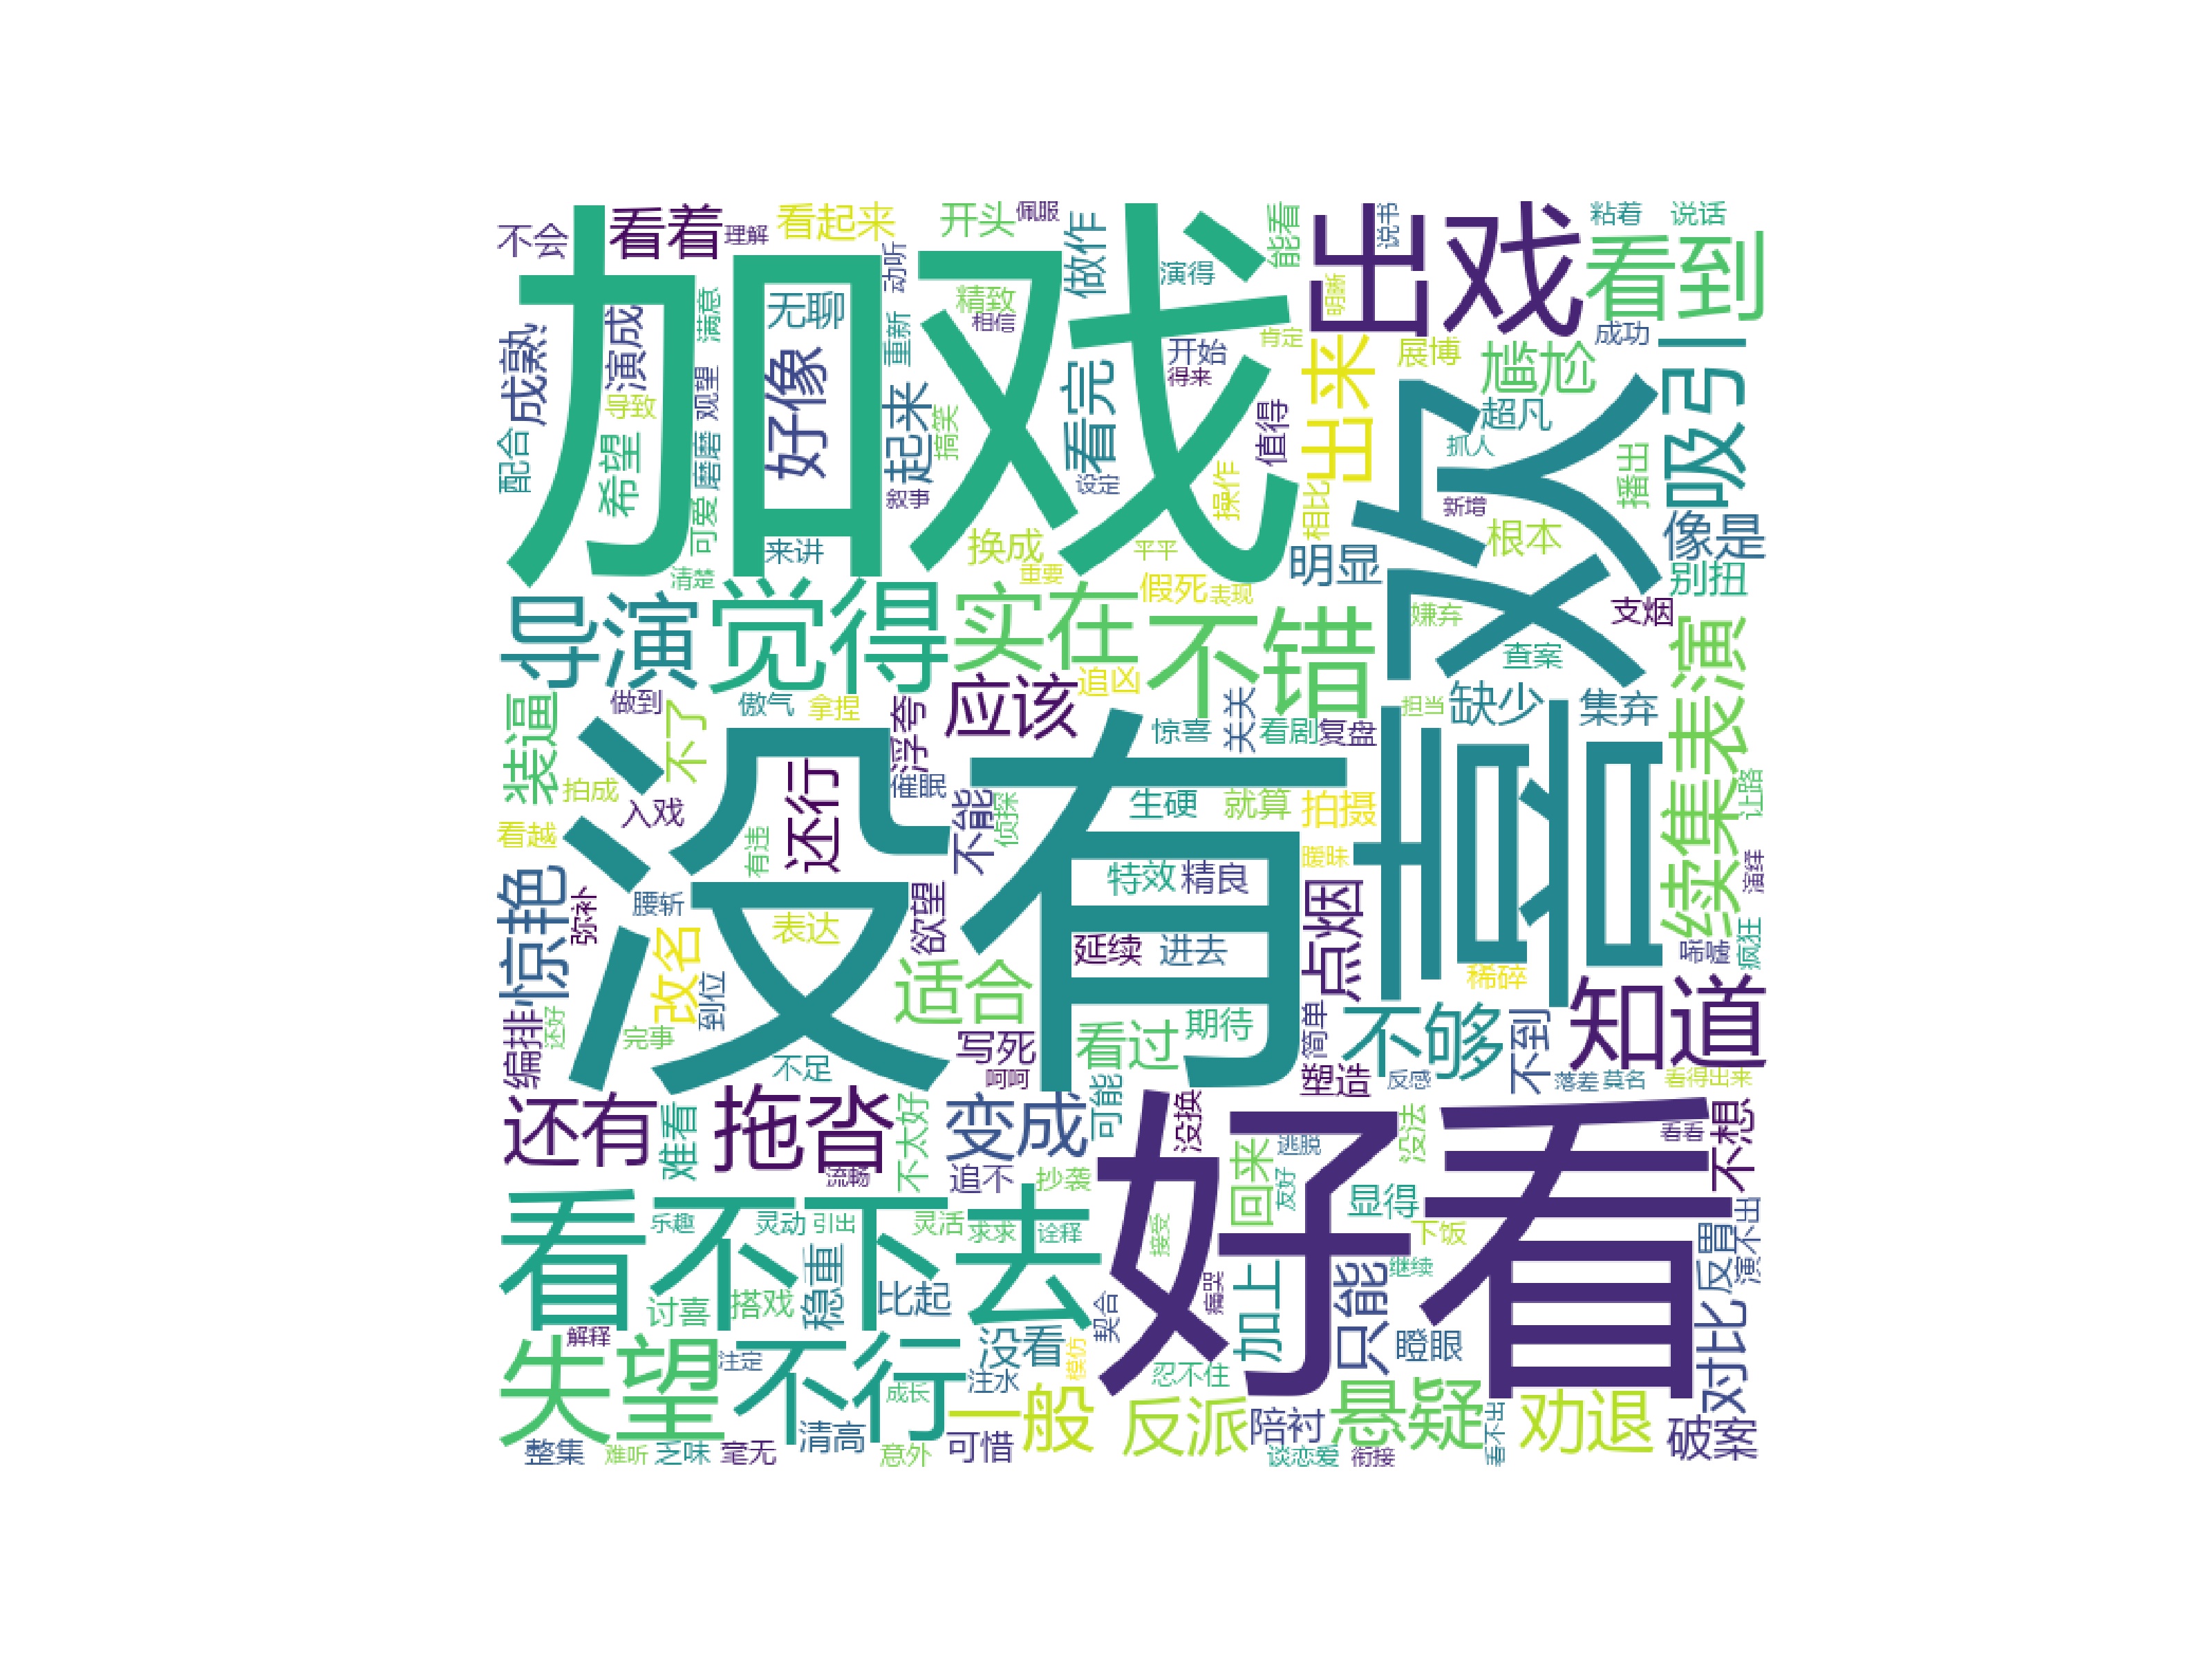 不会
看着
理解
看起来
开头
佩服
做作
能看
说书
粘着
说话
加戏
出戏
看到
动听
演得
明晰
成熟
演成
满意
无聊
好像
重新
精致
相信
开始
得来
肯定
展博
成功
尴尬
吸引
喜欢
导致
观望
起来
搞笑
看完
值得
出来
超凡
抓人
播出
配合
希望
磨磨
可爱
叙事
设定
操作
相比
新增
根本
像是
来讲
换成
平平
明显
别扭
清楚
重要
假死
表现
嫌弃
支烟
导演
觉得
实在
不错
查案
表演
装逼
做到
不了
傲气
拿捏
浮夸
应该
追凶
惊喜
关关
看剧
复盘
担当
缺少
集弃
没有
拍成
入戏
还行
催眠
不能
侦探
生硬
就算
拍摄
续集
让路
看越
有违
特效
精良
暧昧
演绎
惊艳
弥补
腰斩
表达
欲望
延续
进去
点烟
稀碎
唏嘘
疯狂
改名
到位
适合
编排
还好
完事
不足
写死
呵呵
看过
期待
简单
塑造
不够
反感
不到
知道
落差
莫名
看得出来
还有
难看
拖沓
不太好
变成
可能
没换
好看
没法
看看
不想
流畅
追不
抄袭
回来
逃脱
友好
显得
看不下去
乐趣
灵动
引出
灵活
求求
诠释
接受
下饭
继续
反胃
演不出
讨喜
搭戏
稳重
比起
契合
痛哭
加上
只能
对比
失望
解释
不行
注定
没看
模仿
瞪眼
成长
注水
忍不住
一般
反派
陪衬
悬疑
看不出
劝退
破案
整集
难听
乏味
毫无
清高
意外
可惜
谈恋爱
衔接